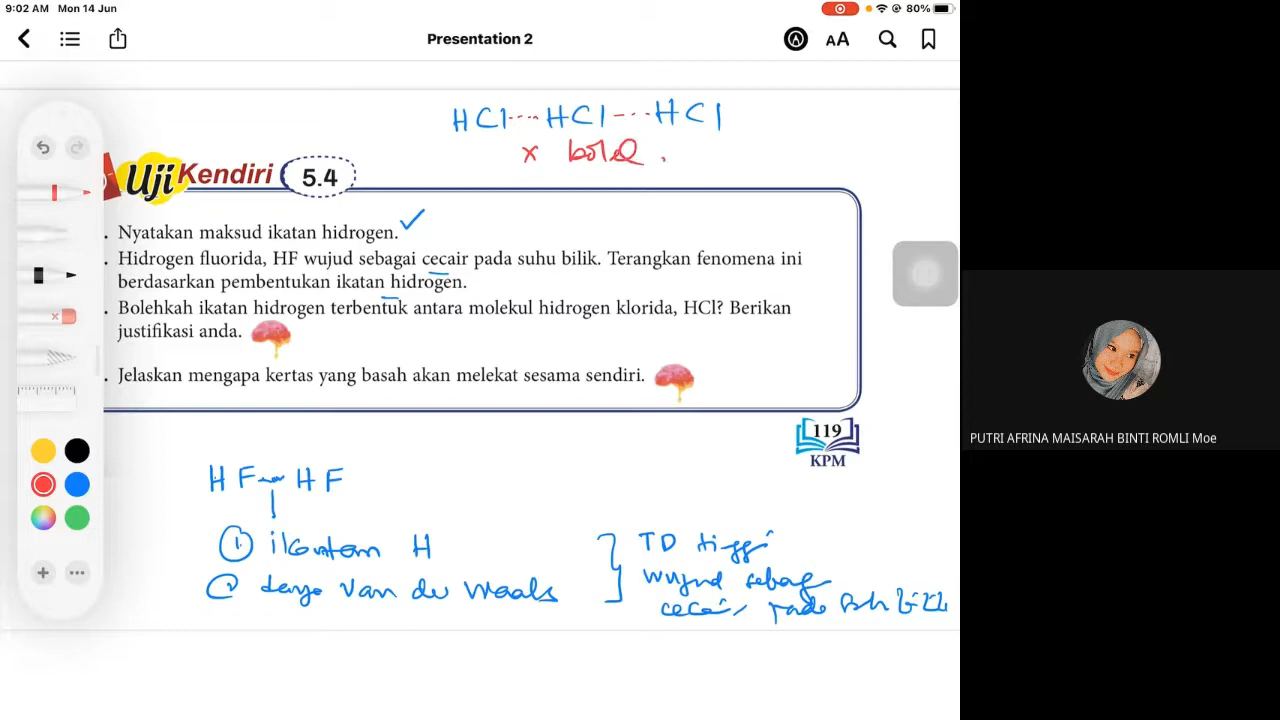 9:02 AM Mon 14 Jun
80%
Presentation 2
AA
HCl---HCl---HCl
x boleh.
Uji Kendiri 5.4
. Nyatakan maksud ikatan hidrogen.
. Hidrogen fluorida, HF wujud sebagai cecair pada suhu bilik. Terangkan fenomena ini
berdasarkan pembentukan ikatan hidrogen.
. Bolehkah ikatan hidrogen terbentuk antara molekul hidrogen klorida, HCl? Berikan
justifikasi anda.
. Jelaskan mengapa kertas yang basah akan melekat sesama sendiri.
119
KPM
HF HF
① ikatan H
② daya Van der Waals
TD tinggi
wujud sebagai
cecair pada suhu bilik
PUTRI AFRINA MAISARAH BINTI ROMLI Moe